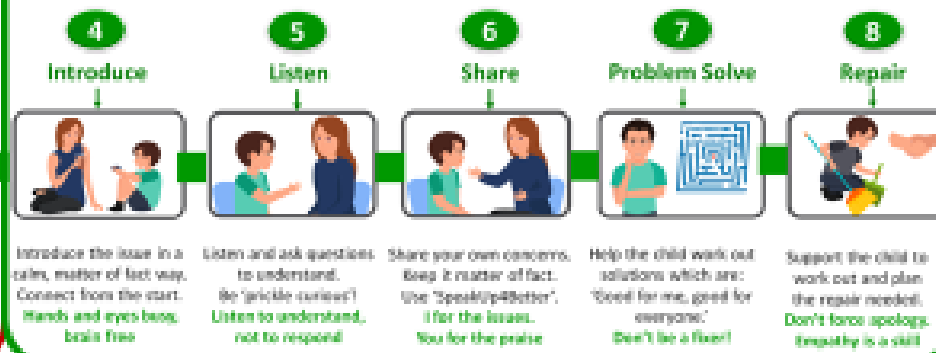 4
Introduce
Introduce the issue in a
calm, matter of fact way.
Connect from the start.
Hands and eyes busy,
brain free
5
Listen
Listen and ask questions
to understand.
Be 'prickle curious'!
Listen to understand,
not to respond
6
Share
Share your own concerns.
Keep it matter of fact.
Use "SpeakUp4Better".
I for the issues.
You for the praise
7
Problem Solve
Help the child work out
solutions which are:
'Good for me, good for
everyone.'
Don't be a fixer!
8
Repair
Support the child to
work out and plan
the repair needed.
Don't force apology.
Empathy is a skill